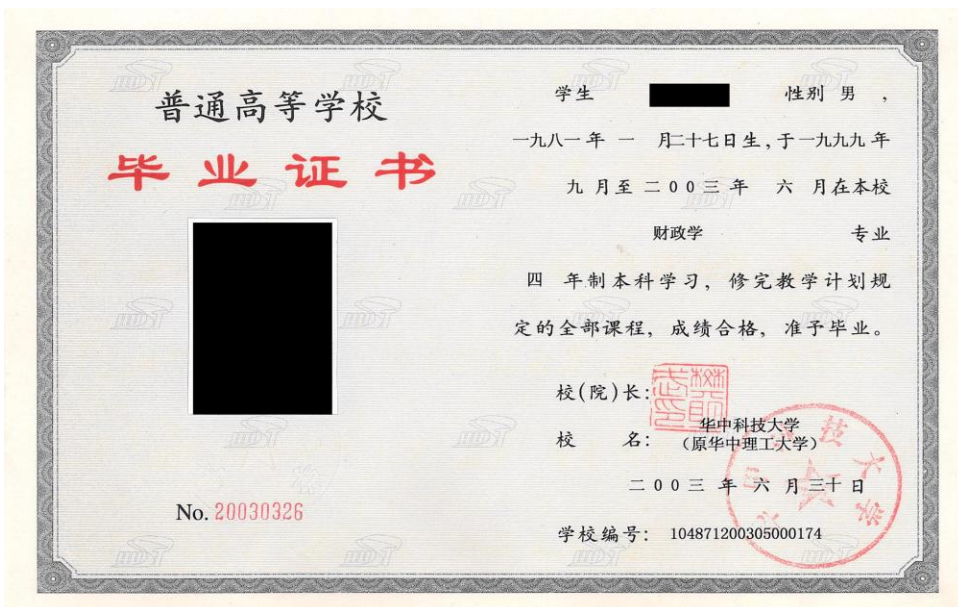 普通高等学校
毕业证书
No. 20030326
学生 性别 男 ,
一九八一年 一 月二十七日生,于一九九九年
九 月至二00三年 六 月在本校
财政学 专业
四 年制本科学习, 修完教学计划规
定的全部课程, 成绩合格, 准予毕业。
校(院)长:
校 名: 华中科技大学
(原华中理工大学)
二00三 年 六 月 三十 日
学校编号: 104871200305000174